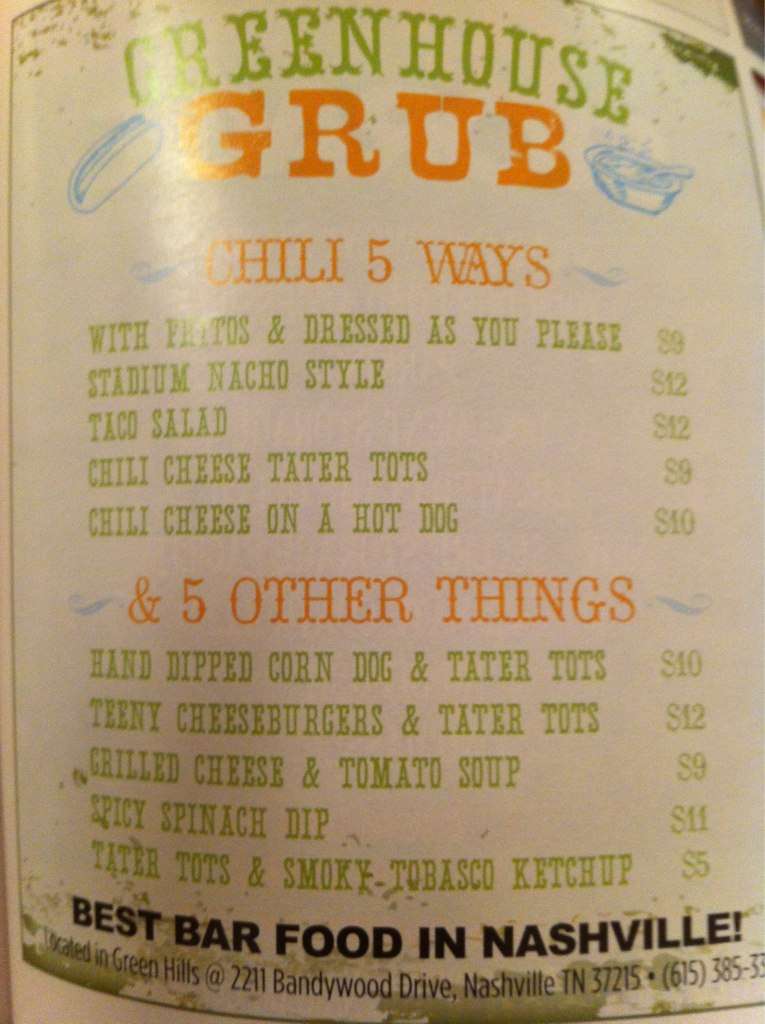 GREENHOUSE
GRUB
CHILI 5 WAYS
WITH FRITOS & DRESSED AS YOU PLEASE $9
STADIUM NACHO STYLE $12
TACO SALAD $12
CHILI CHEESE TATER TOTS $9
CHILI CHEESE ON A HOT DOG $10
& 5 OTHER THINGS
HAND DIPPED CORN DOG & TATER TOTS $10
TEENY CHEESEBURGERS & TATER TOTS $12
GRILLED CHEESE & TOMATO SOUP $9
SPICY SPINACH DIP $11
TATER TOTS & SMOKY-TOBASCO KETCHUP $5
BEST BAR FOOD IN NASHVILLE!
Located in Green Hills @ 2211 Bandywood Drive, Nashville TN 37215 • (615) 385-33